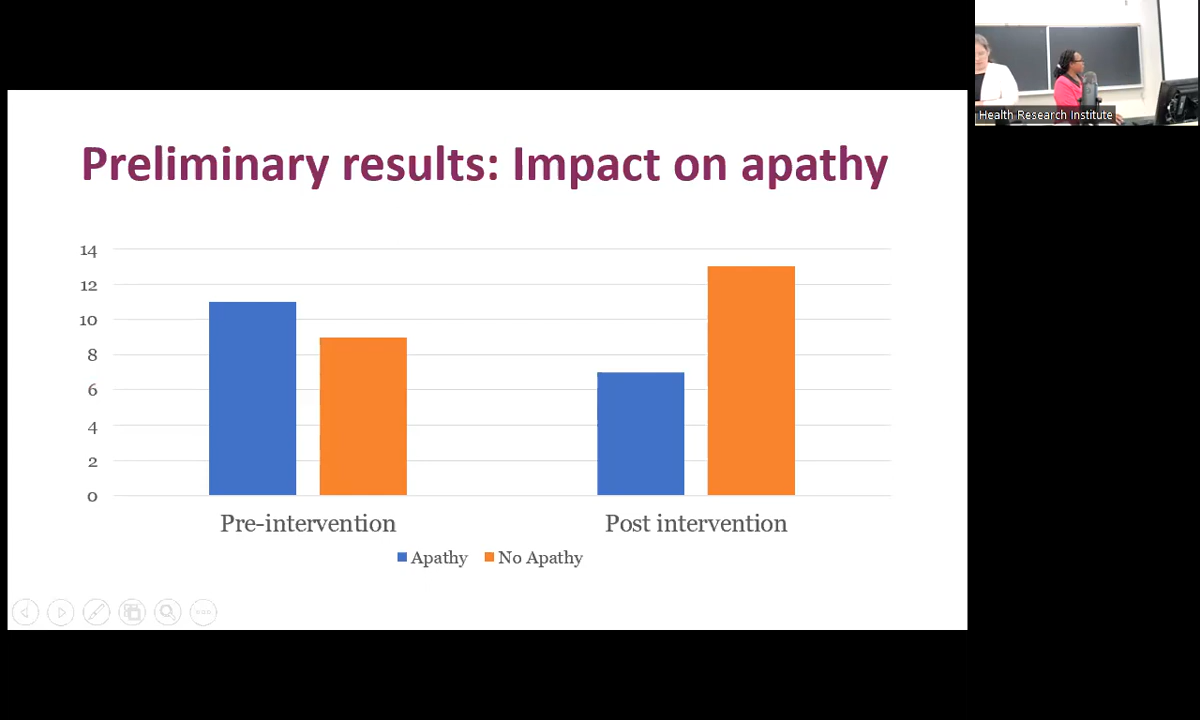 Health Research Institute
Preliminary results: Impact on apathy
14
12
10
8
6
4
2
0
Pre-intervention
Post intervention
Apathy
No Apathy